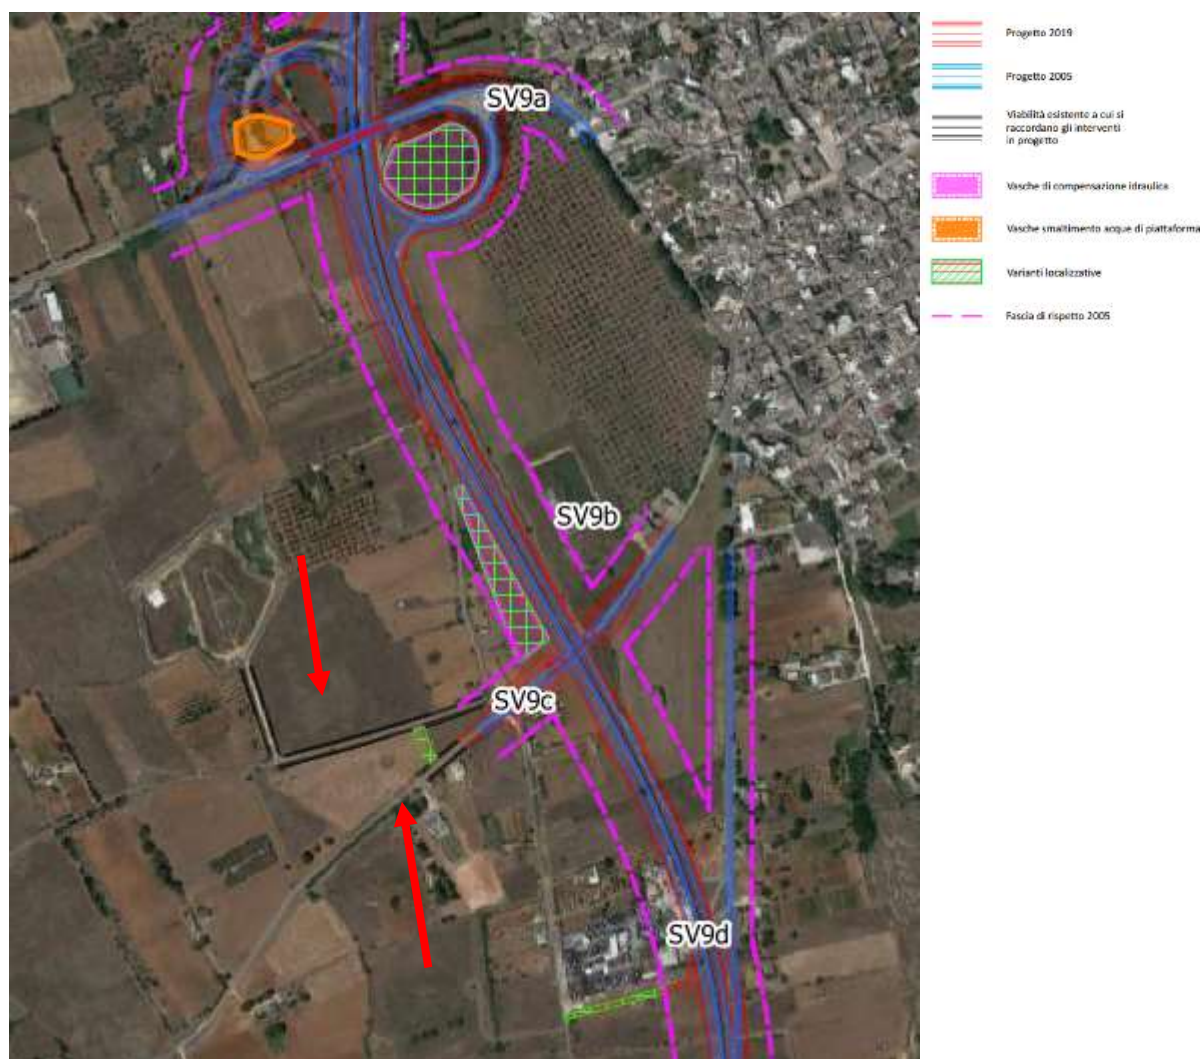 SV9a
SV9b
SV9c
SV9d
Progetto 2019
Progetto 2005
Viabilità esistente a cui si
raccordano gli interventi
in progetto
Vasche di compensazione idraulica
Vasche smaltimento acque di piattaforma
Varianti localizzative
Fascia di rispetto 2005